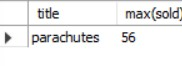 title max(sold)
parachutes 56